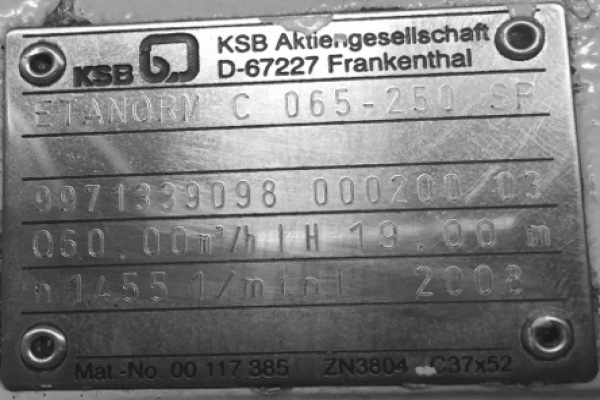 KSB KSB Aktiengesellschaft
D-67227 Frankenthal
ETANORM C 065-250 SP
9971339098 000200 03
Q60.00m³/h|H 19.00 m
n 1455 1/min| 2008
Mat.-No. 00 117 385 ZN3804 C37x52